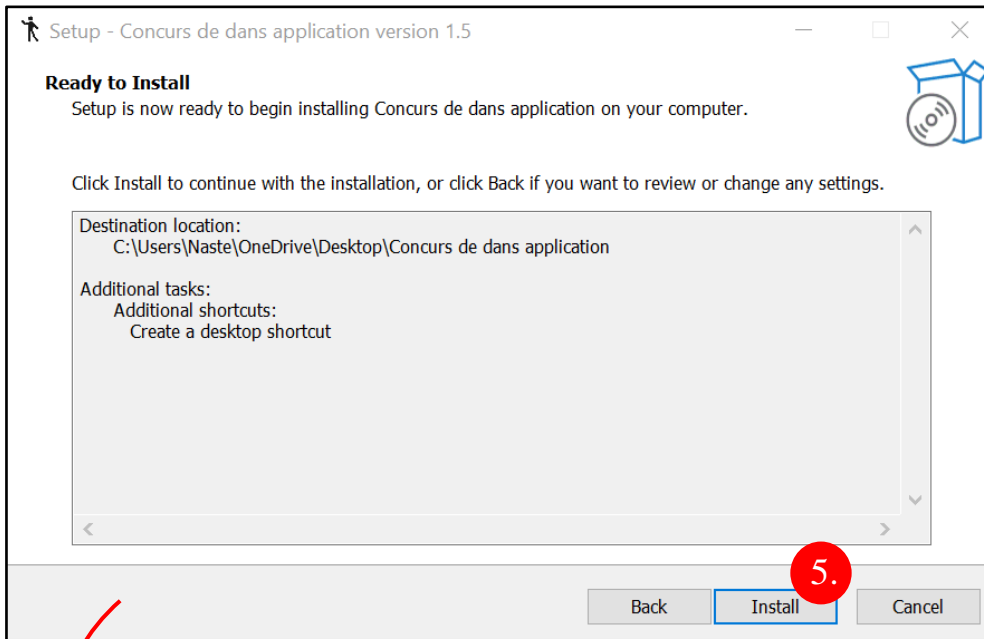 Setup - Concurs de dans application version 1.5
Ready to Install
Setup is now ready to begin installing Concurs de dans application on your computer.
Click Install to continue with the installation, or click Back if you want to review or change any settings.
Destination location:
C:\Users\Naste\OneDrive\Desktop\Concurs de dans application
Additional tasks:
Additional shortcuts:
Create a desktop shortcut
5.
Back Install Cancel